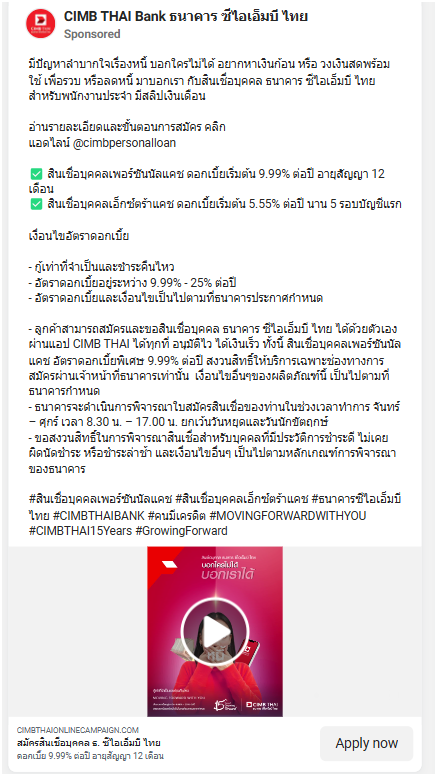 CIMB THAI Bank ธนาคาร ซีไอเอ็มบี ไทย
Sponsored
มีปัญหาลำบากใจเรื่องหนี้ บอกใครไม่ได้ อยากหาเงินก้อน หรือ วงเงินสดพร้อม
ใช้ เพื่อรวบ หรือลดหนี้ มาบอกเรา กับสินเชื่อบุคคล ธนาคาร ซีไอเอ็มบี ไทย
สำหรับพนักงานประจำ มีสลิปเงินเดือน
อ่านรายละเอียดและขั้นตอนการสมัคร คลิก
แอดไลน์ @cimbpersonalloan
✅ สินเชื่อบุคคลเพอร์ซันนัลแคช ดอกเบี้ยเริ่มต้น 9.99% ต่อปี อายุสัญญา 12
เดือน
✅ สินเชื่อบุคคลเอ็กซ์ตร้าแคช ดอกเบี้ยเริ่มต้น 5.55% ต่อปี นาน 5 รอบบัญชีแรก
เงื่อนไขอัตราดอกเบี้ย
- กู้เท่าที่จำเป็นและชำระคืนไหว
- อัตราดอกเบี้ยอยู่ระหว่าง 9.99% - 25% ต่อปี
- อัตราดอกเบี้ยและเงื่อนไขเป็นไปตามที่ธนาคารประกาศกำหนด
- ลูกค้าสามารถสมัครและขอสินเชื่อบุคคล ธนาคาร ซีไอเอ็มบี ไทย ได้ด้วยตัวเอง
ผ่านแอป CIMB THAI ได้ทุกที่ อนุมัติไว ได้เงินเร็ว ทั้งนี้ สินเชื่อบุคคลเพอร์ซันนัล
แคช อัตราดอกเบี้ยพิเศษ 9.99% ต่อปี สงวนสิทธิ์ให้บริการเฉพาะช่องทางการ
สมัครผ่านเจ้าหน้าที่ธนาคารเท่านั้น เงื่อนไขอื่นๆของผลิตภัณฑ์นี้ เป็นไปตามที่
ธนาคารกำหนด
- ธนาคารจะดำเนินการพิจารณาใบสมัครสินเชื่อของท่านในช่วงเวลาทำการ จันทร์
– ศุกร์ เวลา 8.30 น. – 17.00 น. ยกเว้นวันหยุดและวันนักขัตฤกษ์
- ขอสงวนสิทธิ์ในการพิจารณาสินเชื่อสำหรับบุคคลที่มีประวัติการชำระดี ไม่เคย
ผิดนัดชำระ หรือชำระล่าช้า และเงื่อนไขอื่นๆ เป็นไปตามหลักเกณฑ์การพิจารณา
ของธนาคาร
#สินเชื่อบุคคลเพอร์ซันนัลแคช #สินเชื่อบุคคลเอ็กซ์ตร้าแคช #ธนาคารซีไอเอ็มบี
ไทย #CIMBTHAIBANK #คนมีเครดิต #MOVINGFORWARDWITHYOU
#CIMBTHAI15Years #GrowingForward
สินเชื่อบุคคล ธนาคาร ซีไอเอ็มบี ไทย
บอกใครไม่ได้
บอกเราได้
MOVING FORWARD WITH YOU
CIMB THAI
CIMBTHAIONLINECAMPAIGN.COM
สมัครสินเชื่อบุคคล ธ. ซีไอเอ็มบี ไทย
ดอกเบี้ย 9.99% ต่อปี อายุสัญญา 12 เดือน
Apply now